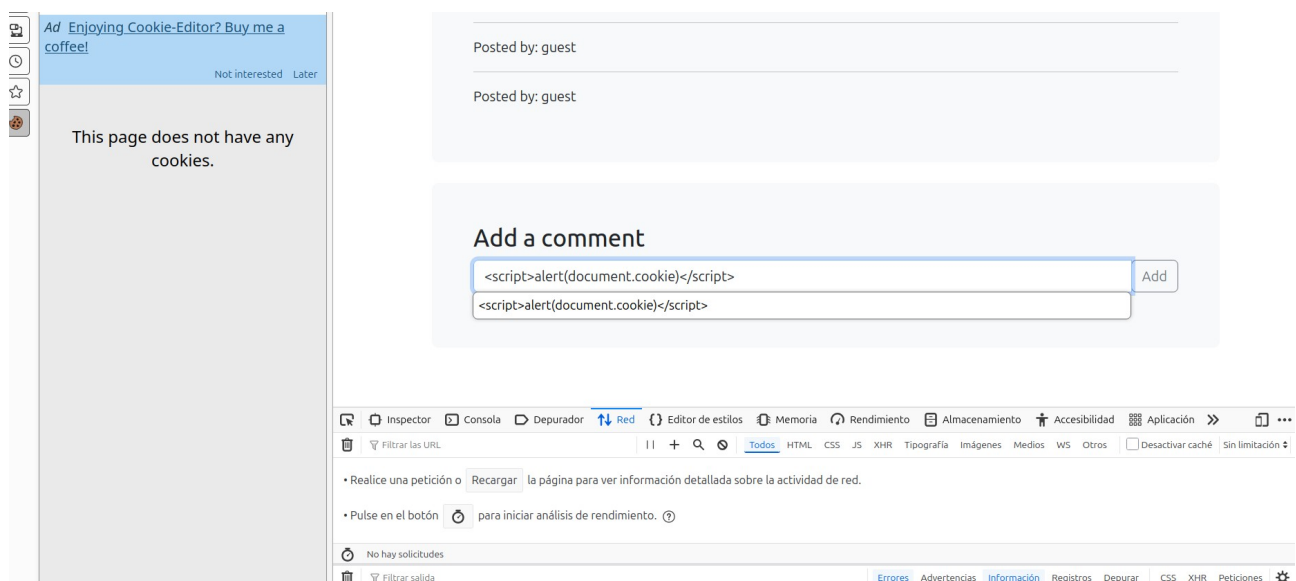 Ad Enjoying Cookie-Editor? Buy me a
coffee!
Not interested Later
This page does not have any
cookies.
Posted by: guest
Posted by: guest
Add a comment
<script>alert(document.cookie)</script>
Add
<script>alert(document.cookie)</script>
Inspector Consola Depurador Red Editor de estilos Memoria Rendimiento Almacenamiento Accesibilidad Aplicación
Filtrar las URL Todos HTML CSS JS XHR Tipografía Imágenes Medios WS Otros Desactivar caché Sin limitación
• Realice una petición o Recargar la página para ver información detallada sobre la actividad de red.
• Pulse en el botón para iniciar análisis de rendimiento.
No hay solicitudes
Filtrar salida Errores Advertencias Información Registros Depurar CSS XHR Peticiones